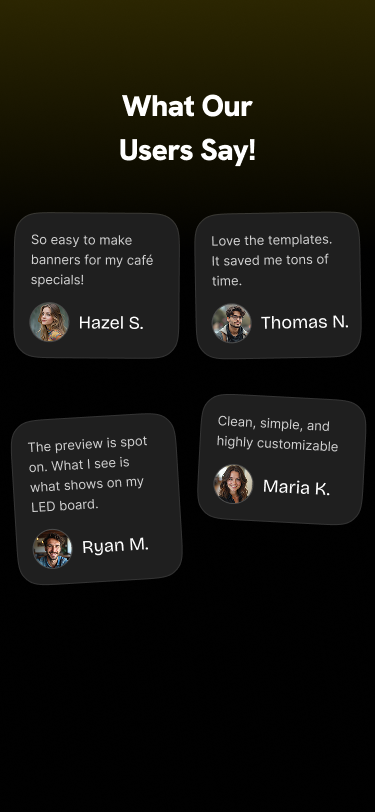 What Our
Users Say!
So easy to make
banners for my café
specials!
Hazel S.
Love the templates.
It saved me tons of
time.
Thomas N.
The preview is spot
on. What I see is
what shows on my
LED board.
Ryan M.
Clean, simple, and
highly customizable
Maria K.